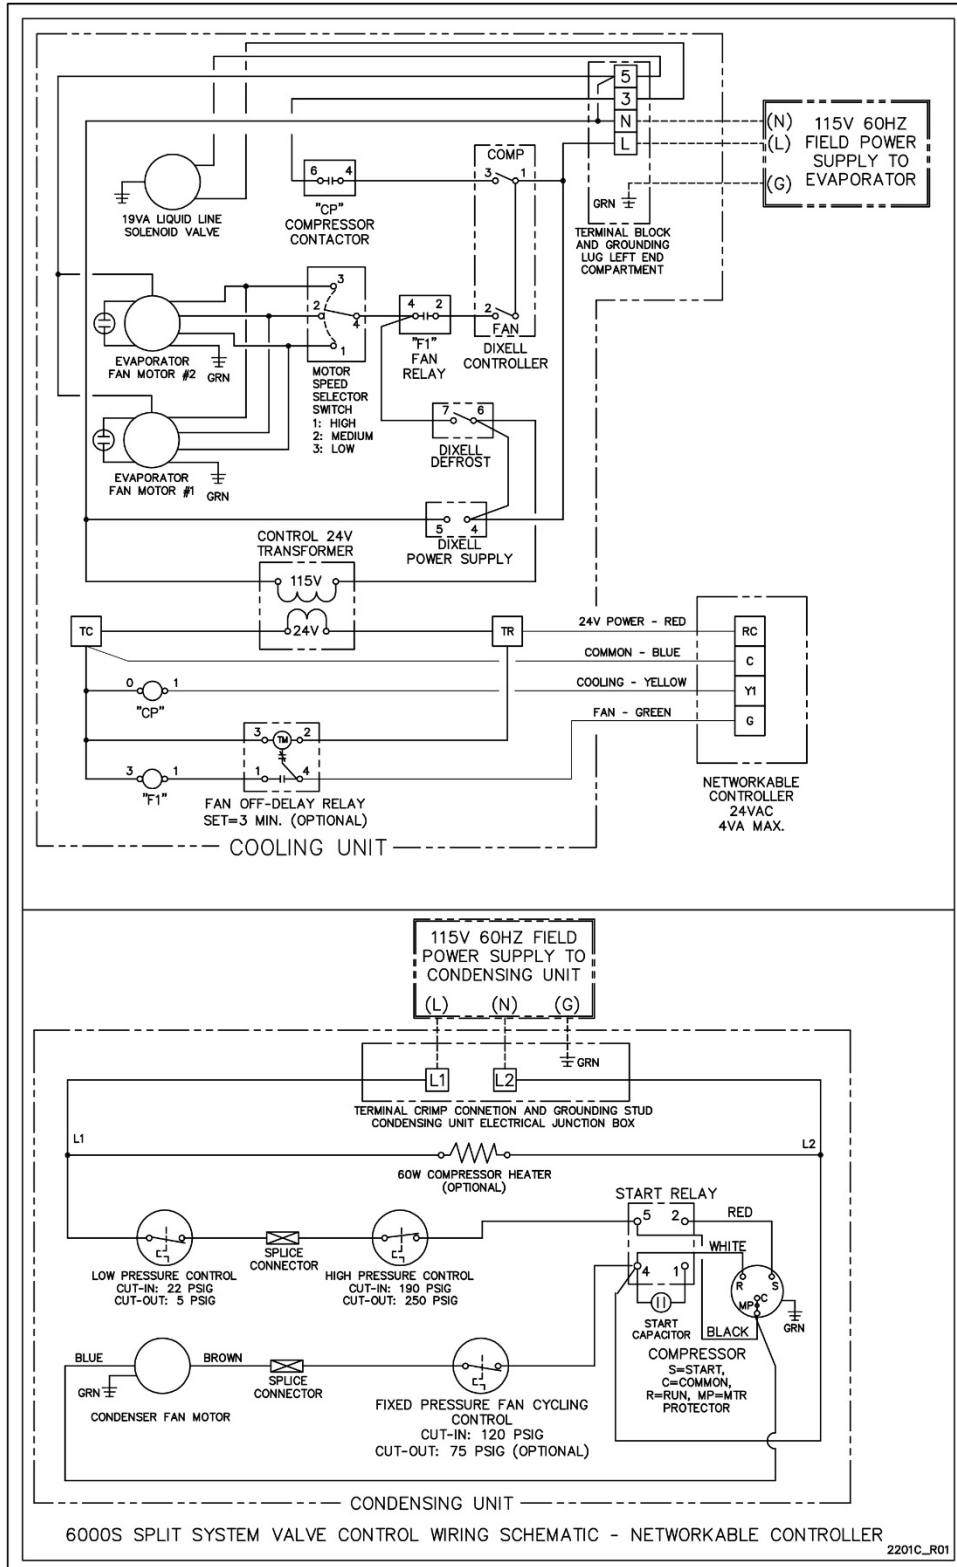 5
3
N
L
(N)
(L)
(G)
115V 60HZ
FIELD POWER
SUPPLY TO
EVAPORATOR
GRN
TERMINAL BLOCK
AND GROUNDING
LUG LEFT END
COMPARTMENT
19VA LIQUID LINE
SOLENOID VALVE
6 4
"CP"
COMPRESSOR
CONTACTOR
COMP
3 1
2
FAN
DIXELL
CONTROLLER
EVAPORATOR
FAN MOTOR #2
GRN
3
2
4
1
MOTOR
SPEED
SELECTOR
SWITCH
1: HIGH
2: MEDIUM
3: LOW
4 2
"F1"
FAN
RELAY
EVAPORATOR
FAN MOTOR #1
GRN
7 6
DIXELL
DEFROST
5 4
DIXELL
POWER SUPPLY
CONTROL 24V
TRANSFORMER
115V
24V
TC
TR
24V POWER - RED
COMMON - BLUE
COOLING - YELLOW
FAN - GREEN
RC
C
Y1
G
NETWORKABLE
CONTROLLER
24VAC
4VA MAX.
0 1
"CP"
3 TM 2
3 1
"F1"
1 4
FAN OFF-DELAY RELAY
SET=3 MIN. (OPTIONAL)
COOLING UNIT
115V 60HZ FIELD
POWER SUPPLY TO
CONDENSING UNIT
(L) (N) (G)
GRN
L1 L2
TERMINAL CRIMP CONNETION AND GROUNDING STUD
CONDENSING UNIT ELECTRICAL JUNCTION BOX
L1
L2
60W COMPRESSOR HEATER
(OPTIONAL)
LOW PRESSURE CONTROL
CUT-IN: 22 PSIG
CUT-OUT: 5 PSIG
SPLICE
CONNECTOR
HIGH PRESSURE CONTROL
CUT-IN: 190 PSIG
CUT-OUT: 250 PSIG
START RELAY
5 2
4 1
RED
WHITE
BLACK
START
CAPACITOR
R S
C
MP
GRN
COMPRESSOR
S=START,
C=COMMON,
R=RUN, MP=MTR
PROTECTOR
BLUE
BROWN
GRN
CONDENSER FAN MOTOR
SPLICE
CONNECTOR
FIXED PRESSURE FAN CYCLING
CONTROL
CUT-IN: 120 PSIG
CUT-OUT: 75 PSIG (OPTIONAL)
CONDENSING UNIT
6000S SPLIT SYSTEM VALVE CONTROL WIRING SCHEMATIC - NETWORKABLE CONTROLLER
2201C_R01